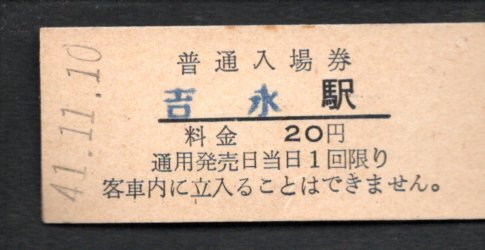 41.11.10
普通入場券
吉永駅
料金 20円
通用発売日当日1回限り
客車内に立入ることはできません。